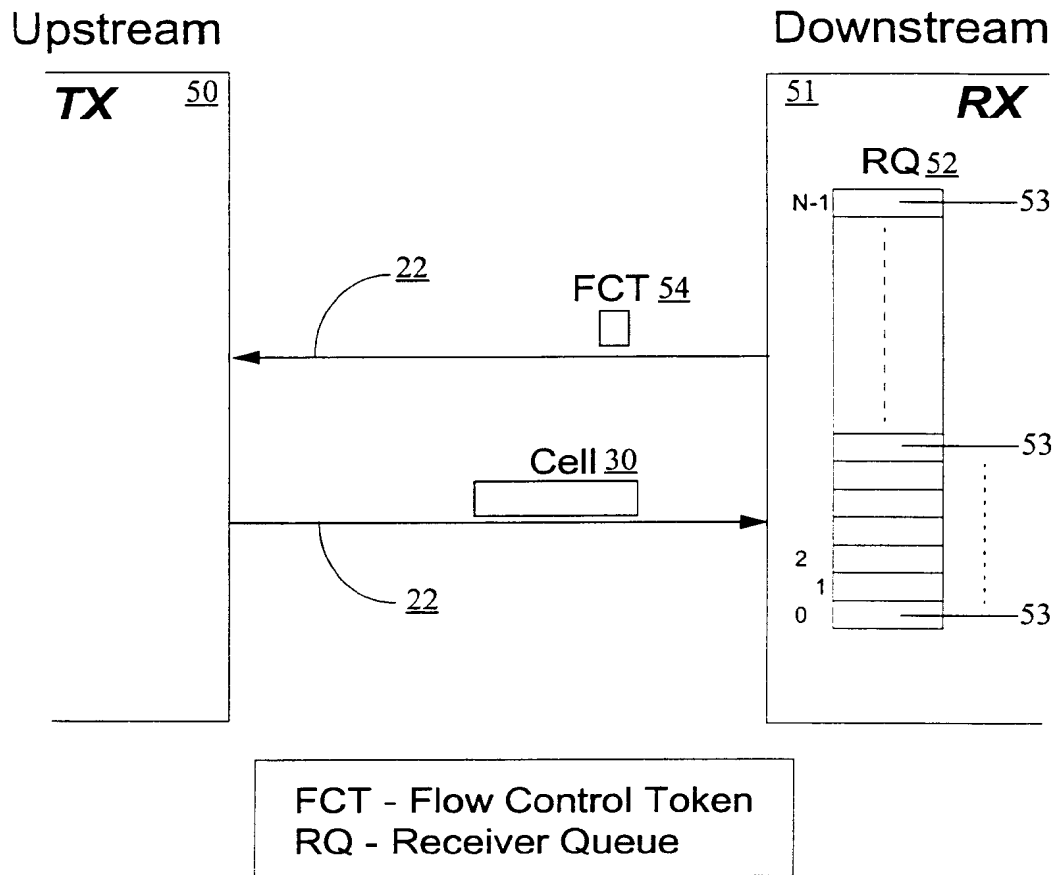 Upstream
Downstream
TX 50
51 RX
RQ 52
N-1
53
22
FCT 54
53
Cell 30
2
1
22
0
53
FCT - Flow Control Token
RQ - Receiver Queue